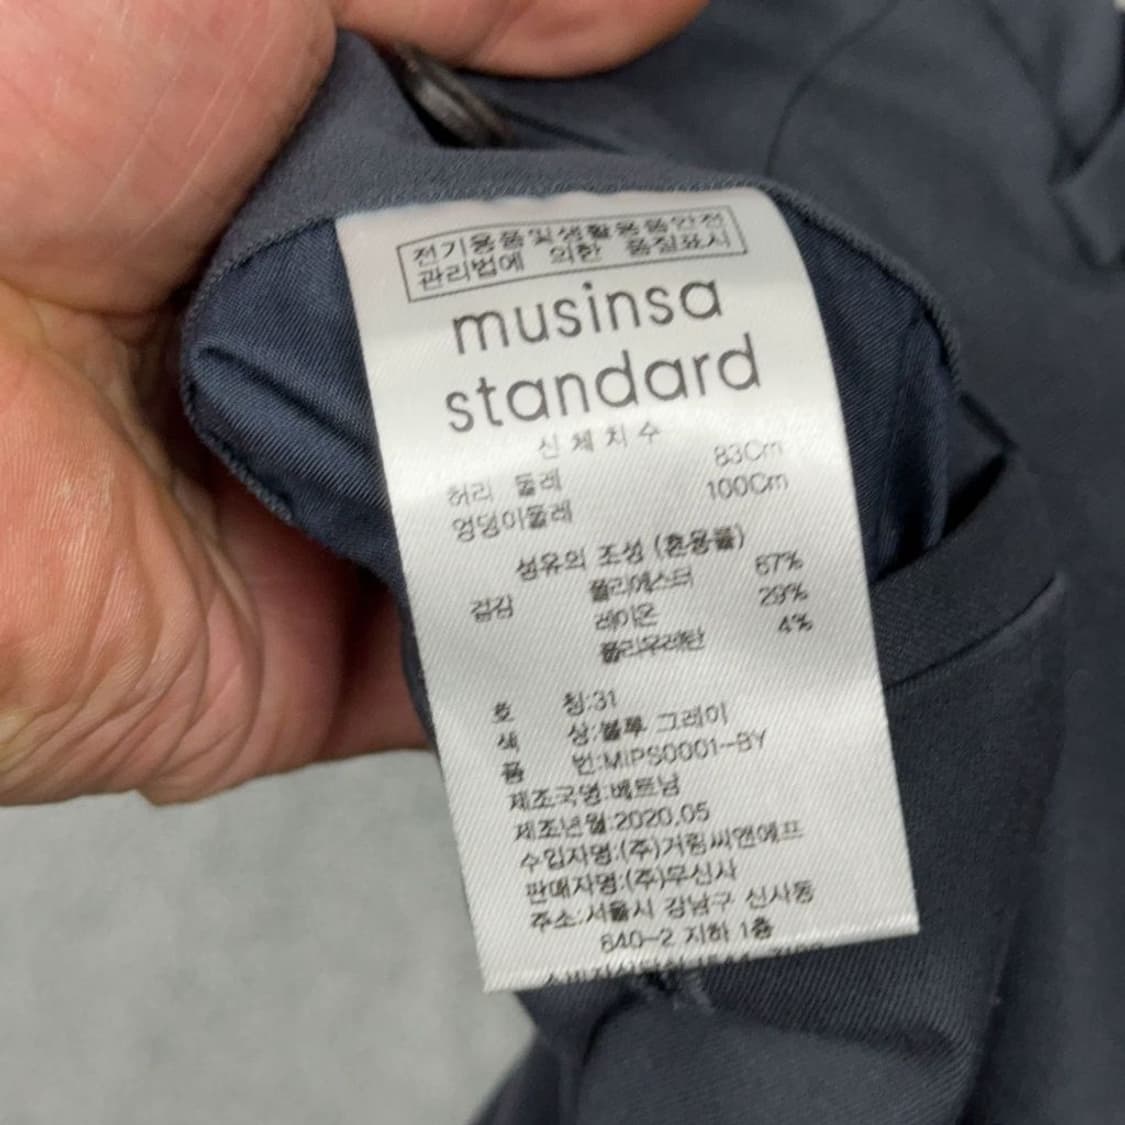 전기용품및생활용품안전
관리법에 의한 품질표시
musinsa
standard
신체치수
허리 둘레 83Cm
엉덩이둘레 100Cm
섬유의 조성 (혼용률)
겉감 폴리에스터 67%
레이온 29%
폴리우레탄 4%
호 칭:31
색 상:블루 그레이
품 번:MIPS0001-BY
제조국명:베트남
제조년월:2020.05
수입자명:(주)거림씨앤에프
판매자명:(주)무신사
주소:서울시 강남구 신사동
640-2 지하 1층